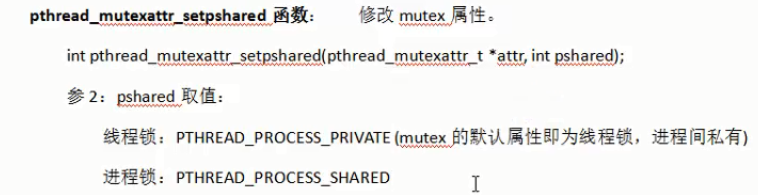 pthread_mutexattr_setpshared 函数： 修改 mutex 属性。
int pthread_mutexattr_setpshared(pthread_mutexattr_t *attr, int pshared);
参 2：pshared 取值：
线程锁：PTHREAD_PROCESS_PRIVATE (mutex 的默认属性即为线程锁，进程间私有)
进程锁：PTHREAD_PROCESS_SHARED